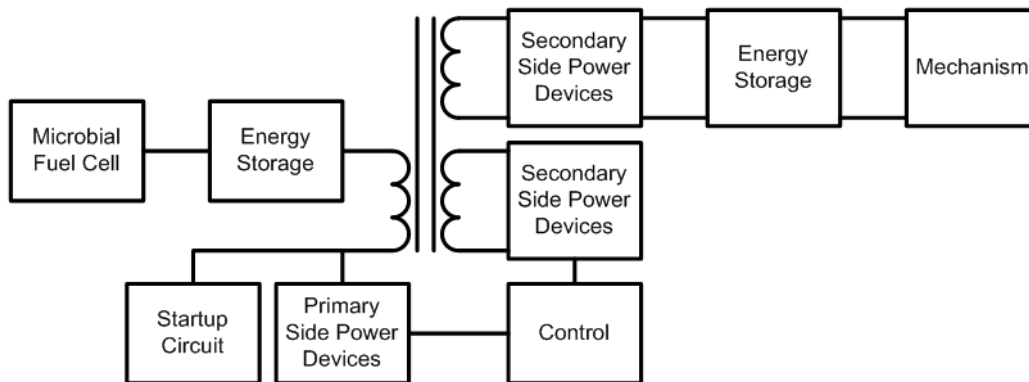 Secondary
Side Power
Devices
Energy
Storage
Mechanism
Microbial
Fuel Cell
Energy
Storage
Secondary
Side Power
Devices
Startup
Circuit
Primary
Side Power
Devices
Control